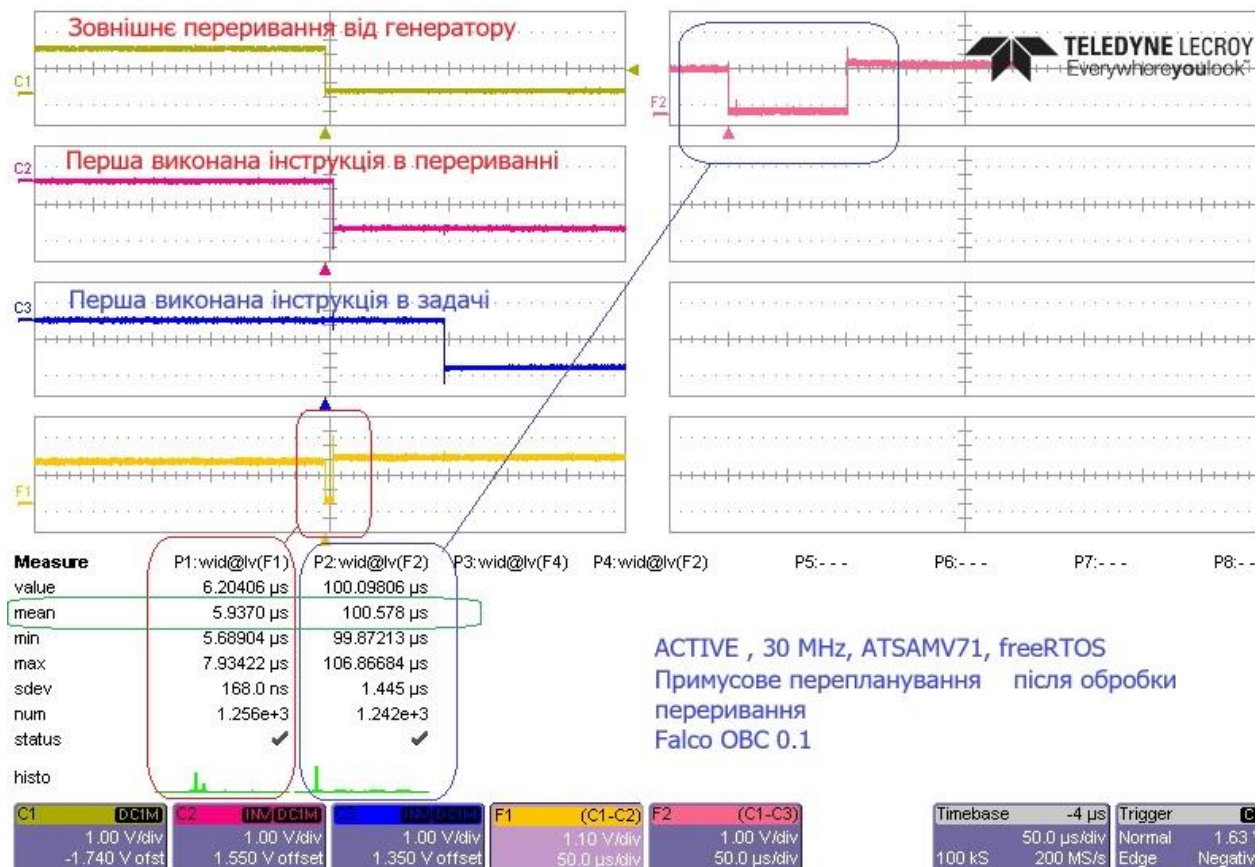 Зовнішнє переривання від генератору
TELEDYNE LECROY
Everywhereyoulook
C1
F2
Перша виконана інструкція в перериванні
C2
Перша виконана інструкція в задачі
C3
F1
Measure P1:wid@lv(F1) P2:wid@lv(F2) P3:wid@lv(F4) P4:wid@lv(F2) P5:- - - P6:- - - P7:- - - P8:- -
value 6.20406 µs 100.09806 µs
mean 5.9370 µs 100.578 µs
min 5.68904 µs 99.87213 µs
max 7.93422 µs 106.86684 µs
sdev 168.0 ns 1.445 µs
num 1.256e+3 1.242e+3
status
histo
ACTIVE , 30 MHz, ATSAMV71, freeRTOS
Примусове перепланування після обробки
переривання
Falco OBC 0.1
C1 DC1M C2 INV DC1M INV DC1M F1 (C1-C2) F2 (C1-C3) Timebase -4 µs Trigger C
1.00 V/div 1.00 V/div 1.00 V/div 1.10 V/div 1.00 V/div 50.0 µs/div Normal 1.63
-1.740 V ofst 1.550 V offset 1.350 V offset 50.0 µs/div 50.0 µs/div 100 kS 200 MS/s Edge Negativ